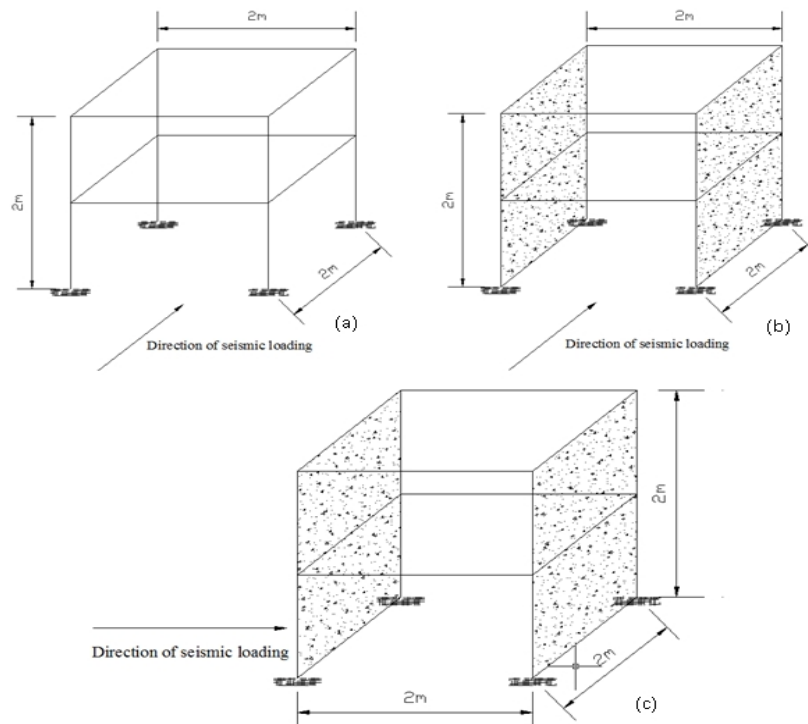 2m
2m
2m
2m
2m
2m
(a)
(b)
Direction of seismic loading
Direction of seismic loading
2m
Direction of seismic loading
2m
2m
(c)